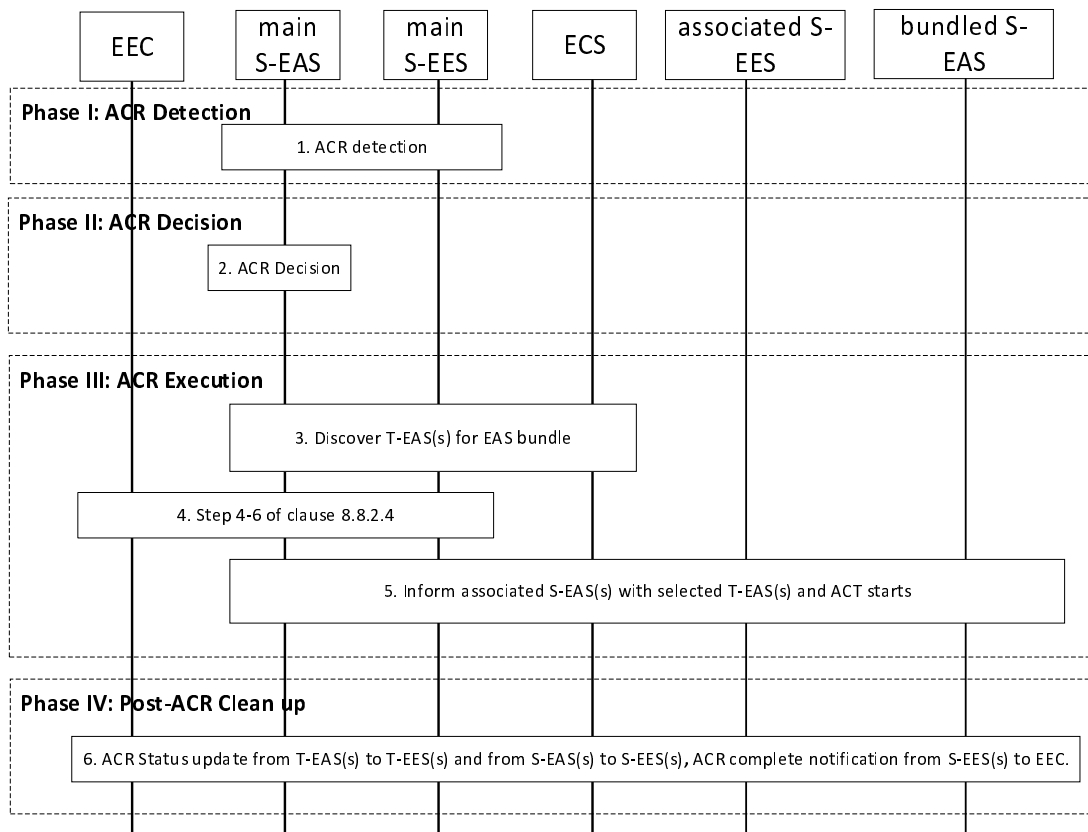 EEC
main
S-EAS
main
S-EES
ECS
associated S-
EES
bundled S-
EAS
Phase I: ACR Detection
1. ACR detection
Phase II: ACR Decision
2. ACR Decision
Phase III: ACR Execution
3. Discover T-EAS(s) for EAS bundle
4. Step 4-6 of clause 8.8.2.4
5. Inform associated S-EAS(s) with selected T-EAS(s) and ACT starts
Phase IV: Post-ACR Clean up
6. ACR Status update from T-EAS(s) to T-EES(s) and from S-EAS(s) to S-EES(s), ACR complete notification from S-EES(s) to EEC.